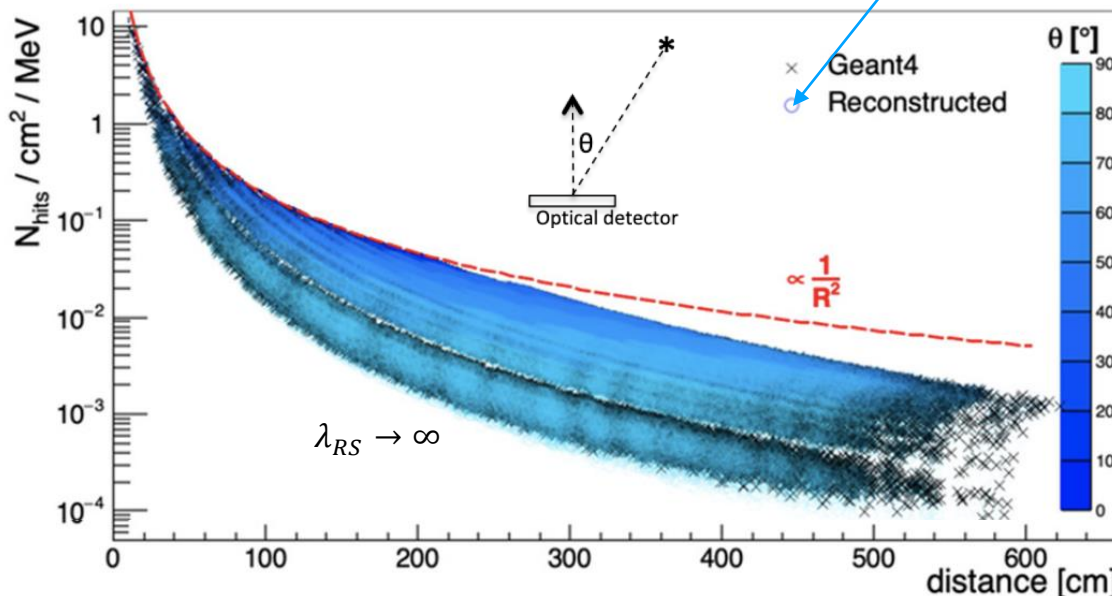 N_hits / cm² / MeV
10
1
10⁻¹
10⁻²
10⁻³
10⁻⁴
*
θ
Optical detector
× Geant4
Reconstructed
θ [°]
90
80
70
60
50
40
30
20
10
0
∝ 1/R²
λ_RS → ∞
0 100 200 300 400 500 600
distance [cm]